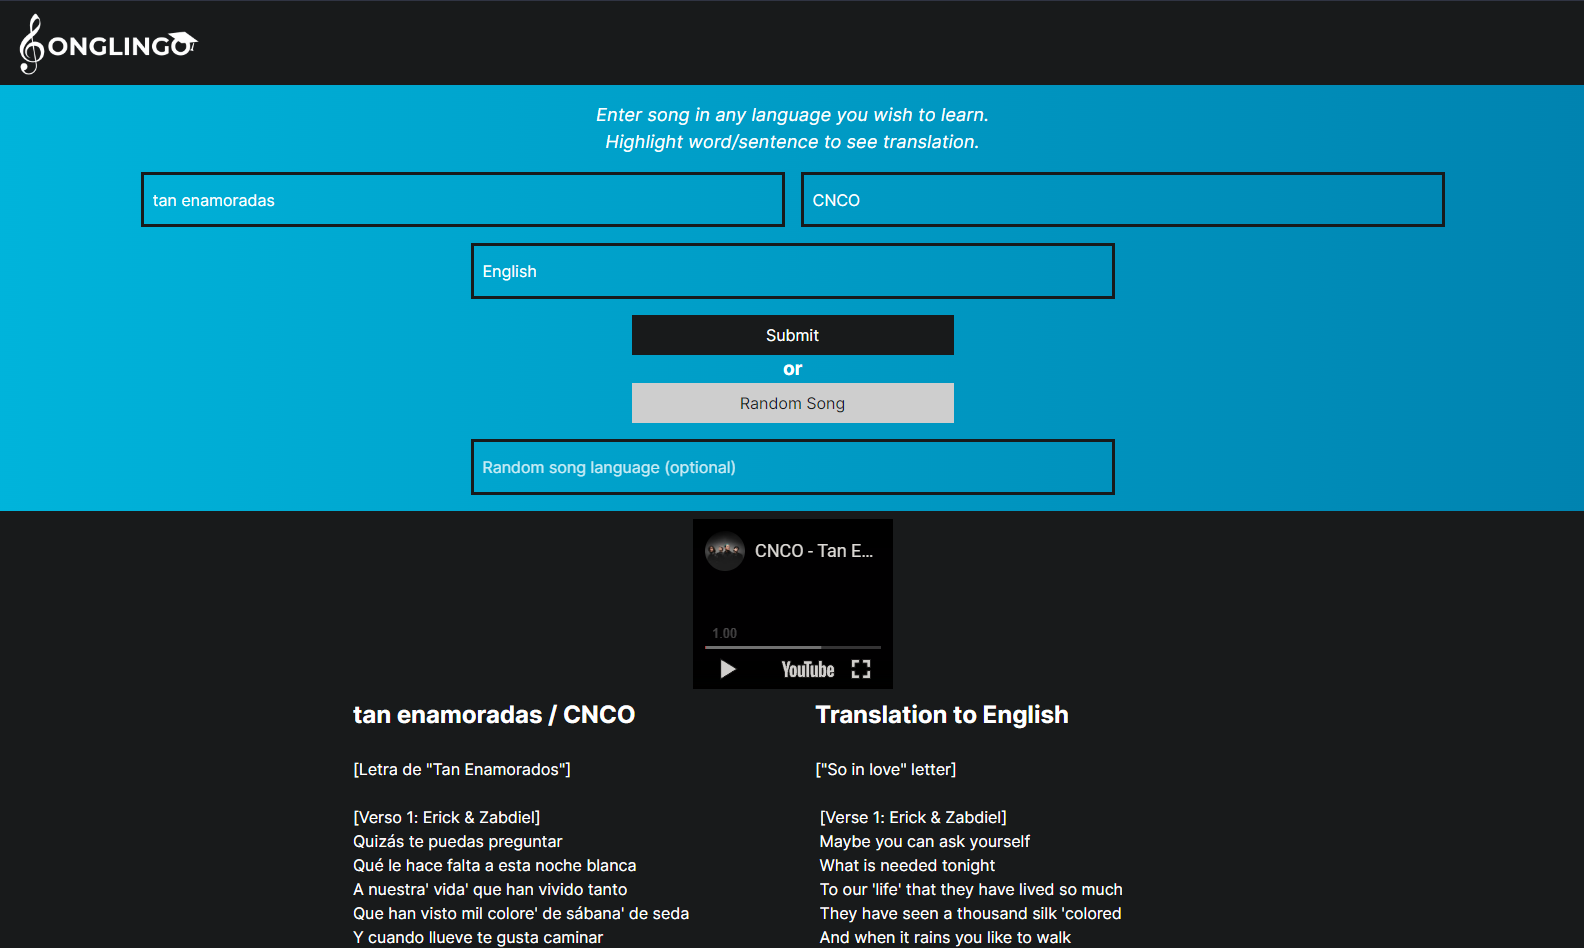 ONGLINGO
Enter song in any language you wish to learn.
Highlight word/sentence to see translation.
tan enamoradas
CNCO
English
Submit
or
Random Song
Random song language (optional)
CNCO - Tan E...
1.00
YouTube
tan enamoradas / CNCO
[Letra de "Tan Enamorados"]
[Verso 1: Erick & Zabdiel]
Quizás te puedas preguntar
Qué le hace falta a esta noche blanca
A nuestra' vida' que han vivido tanto
Que han visto mil colore' de sábana' de seda
Y cuando llueve te gusta caminar
Translation to English
["So in love" letter]
[Verse 1: Erick & Zabdiel]
Maybe you can ask yourself
What is needed tonight
To our 'life' that they have lived so much
They have seen a thousand silk 'colored
And when it rains you like to walk